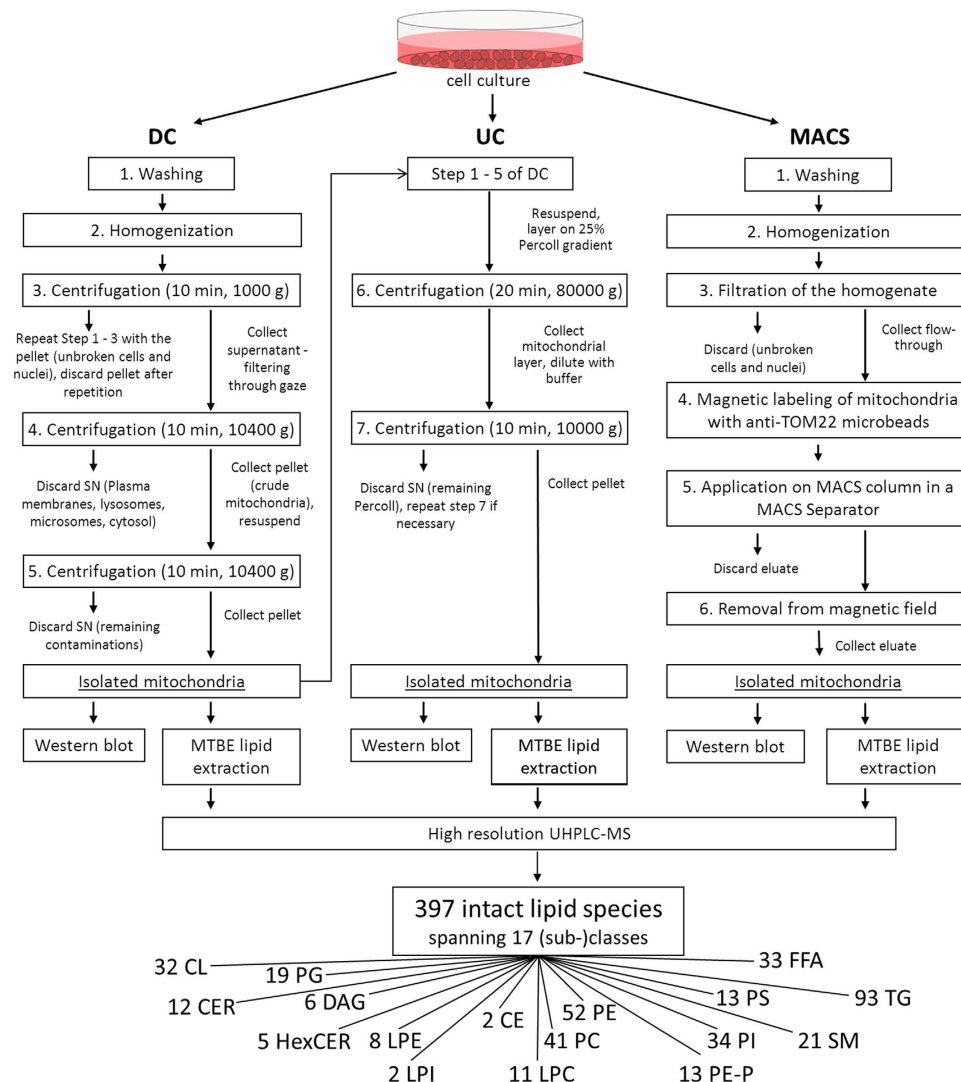 cell culture
DC
1. Washing
2. Homogenization
3. Centrifugation (10 min, 1000 g)
Repeat Step 1 - 3 with the
pellet (unbroken cells and
nuclei), discard pellet after
repetition
Collect
supernatant -
filtering
through gaze
4. Centrifugation (10 min, 10400 g)
Discard SN (Plasma
membranes, lysosomes,
microsomes, cytosol)
Collect pellet
(crude
mitochondria),
resuspend
5. Centrifugation (10 min, 10400 g)
Discard SN (remaining
contaminations)
Collect pellet
Isolated mitochondria
Western blot
MTBE lipid
extraction
UC
Step 1 - 5 of DC
Resuspend,
layer on 25%
Percoll gradient
6. Centrifugation (20 min, 80000 g)
Collect
mitochondrial
layer, dilute with
buffer
7. Centrifugation (10 min, 10000 g)
Discard SN (remaining
Percoll), repeat step 7 if
necessary
Collect pellet
Isolated mitochondria
Western blot
MTBE lipid
extraction
MACS
1. Washing
2. Homogenization
3. Filtration of the homogenate
Discard (unbroken
cells and nuclei)
Collect flow-
through
4. Magnetic labeling of mitochondria
with anti-TOM22 microbeads
5. Application on MACS column in a
MACS Separator
Discard eluate
6. Removal from magnetic field
Collect eluate
Isolated mitochondria
Western blot
MTBE lipid
extraction
High resolution UHPLC-MS
397 intact lipid species
spanning 17 (sub-)classes
32 CL
19 PG
12 CER
6 DAG
5 HexCER
8 LPE
2 LPI
2 CE
11 LPC
41 PC
52 PE
13 PE-P
34 PI
13 PS
21 SM
93 TG
33 FFA